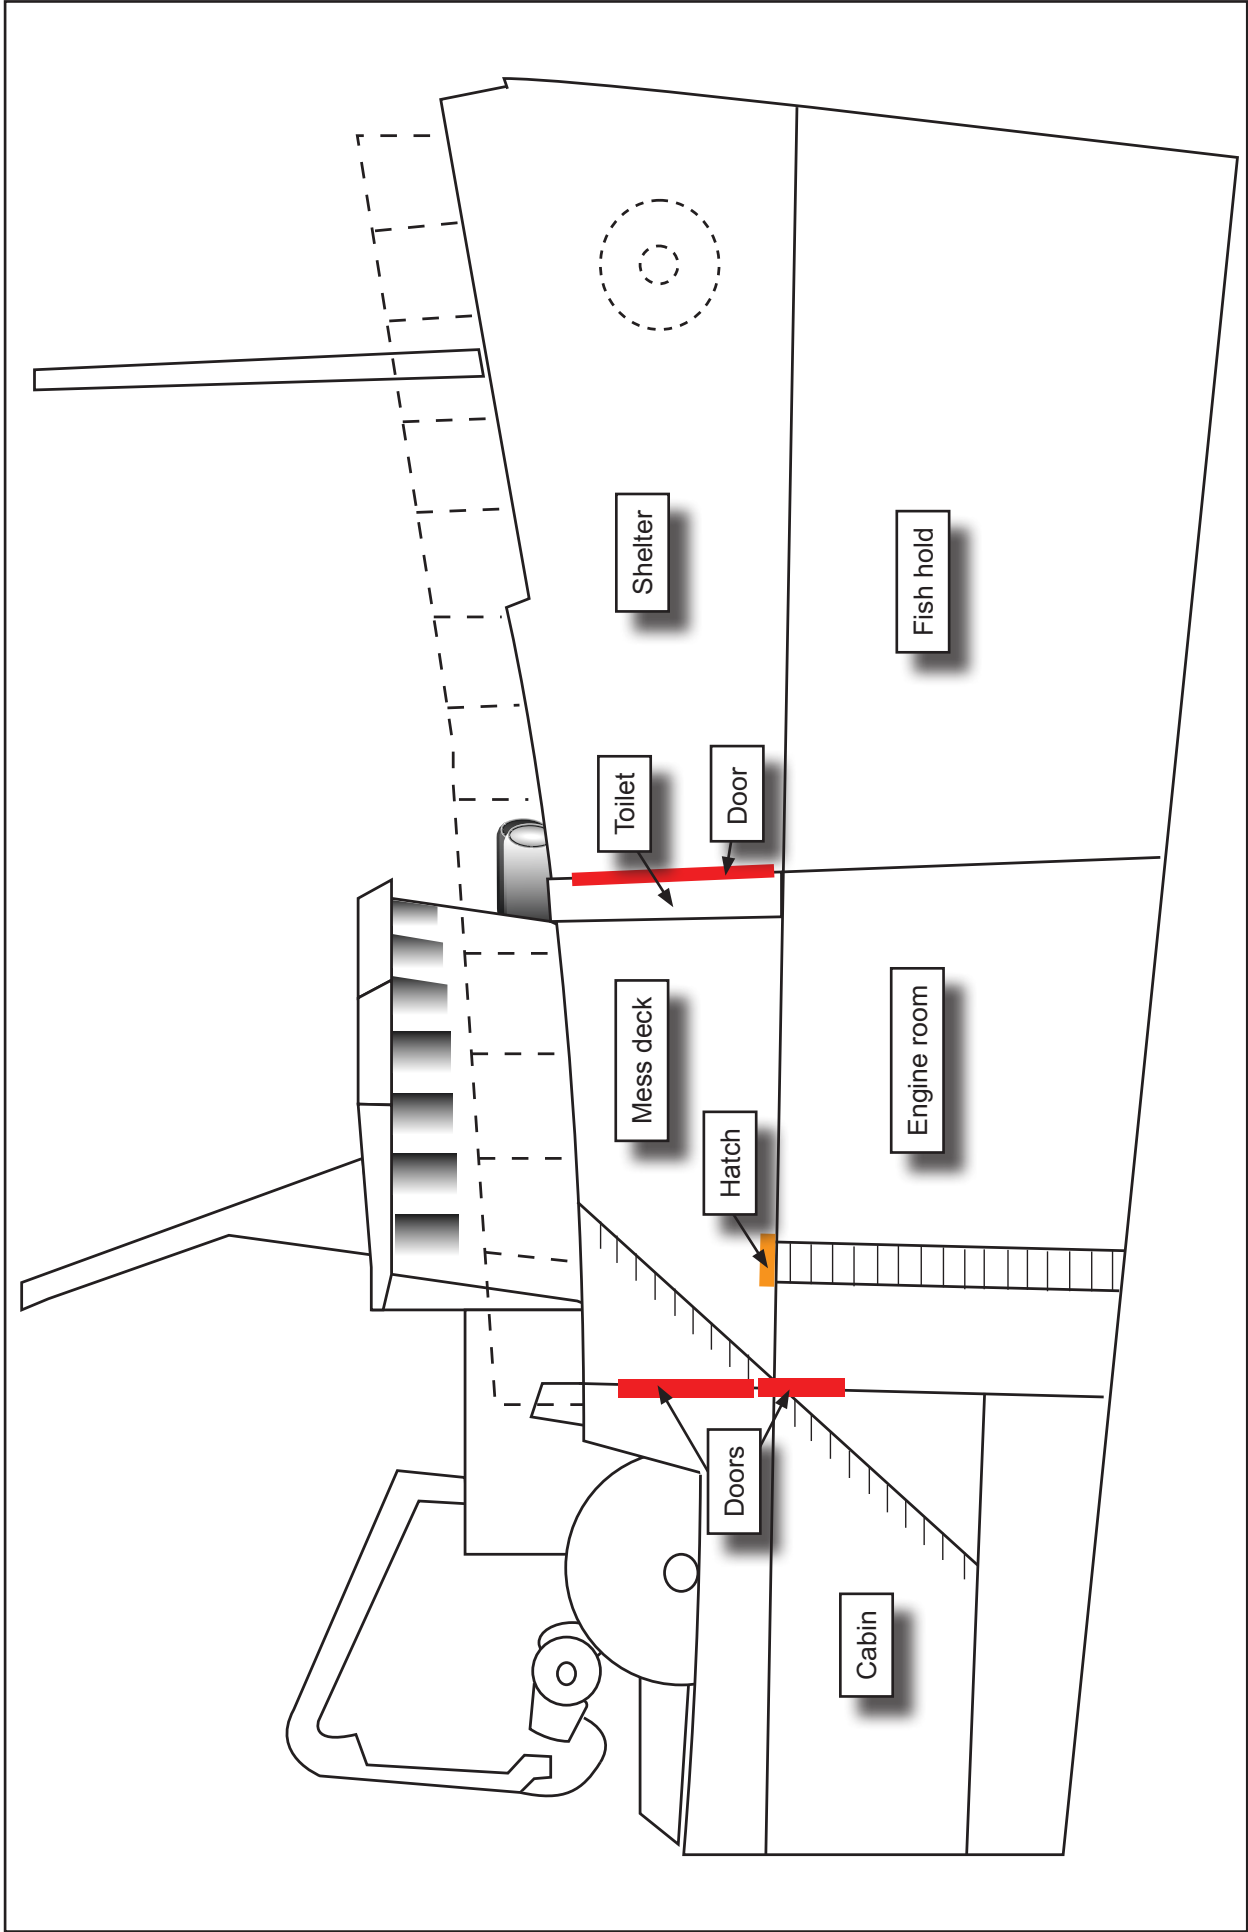 Shelter
Toilet
Door
Fish hold
Mess deck
Hatch
Engine room
Doors
Cabin